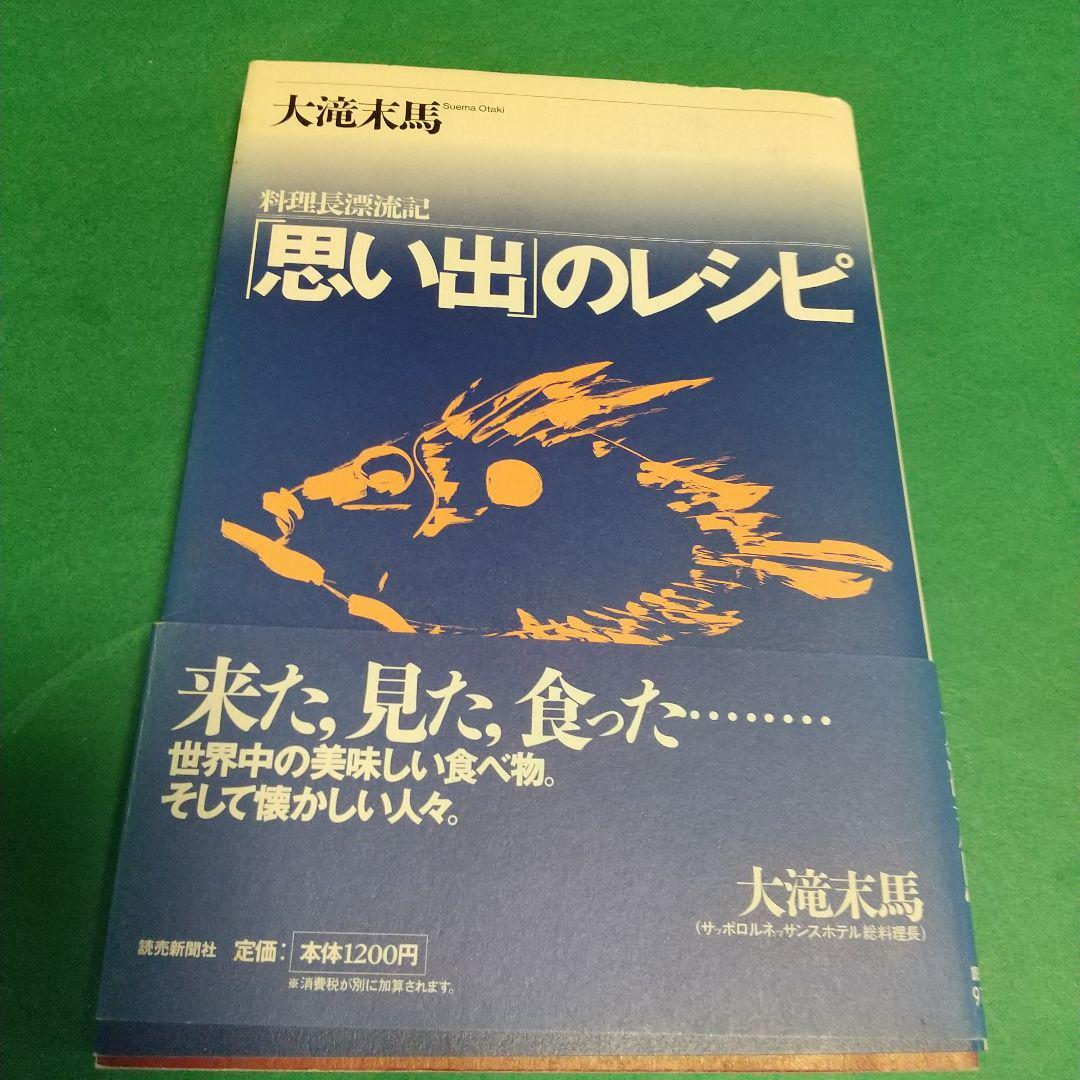 大滝末馬
Suema Otaki
料理長漂流記
「思い出」のレシピ
来た,見た,食った………
世界中の美味しい食べ物。
そして懐かしい人々。
大滝末馬
(サッポロルネッサンスホテル総料理長)
読売新聞社 定価: 本体1200円
※消費税が別に加算されます。